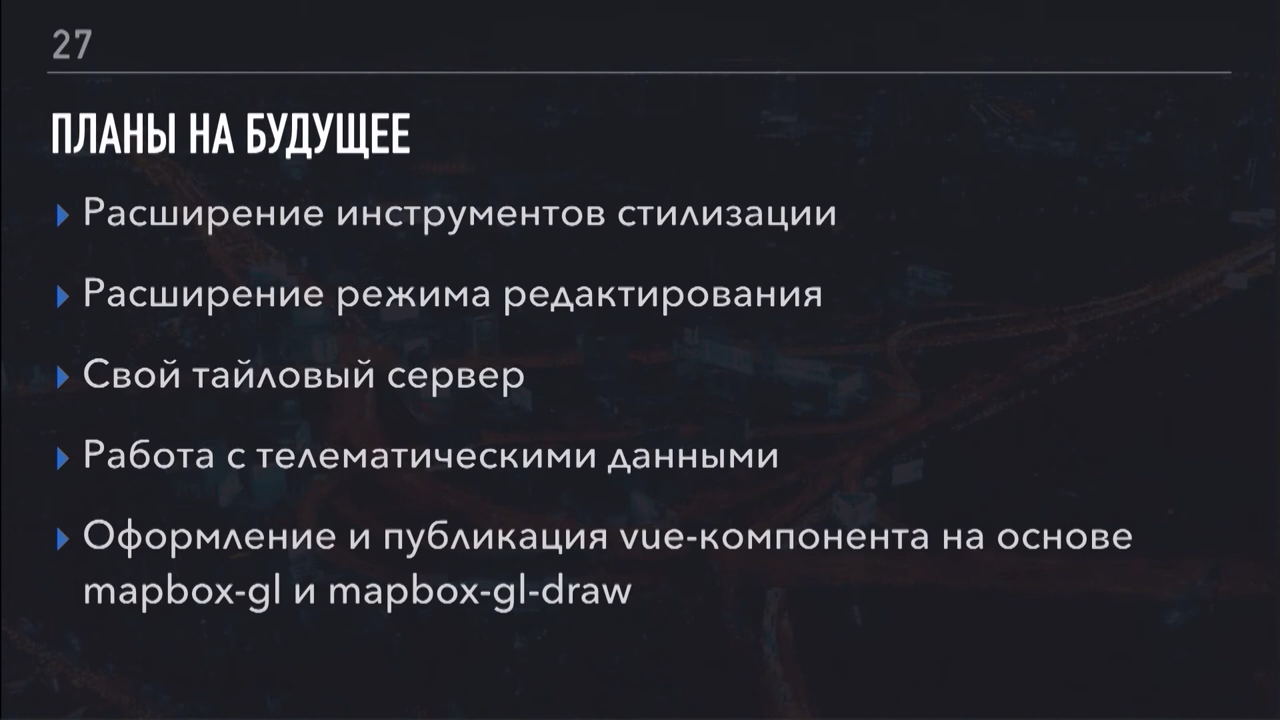 27
ПЛАНЫ НА БУДУЩЕЕ
Расширение инструментов стилизации
Расширение режима редактирования
Свой тайловый сервер
Работа с телематическими данными
Оформление и публикация vue-компонента на основе
mapbox-gl и mapbox-gl-draw